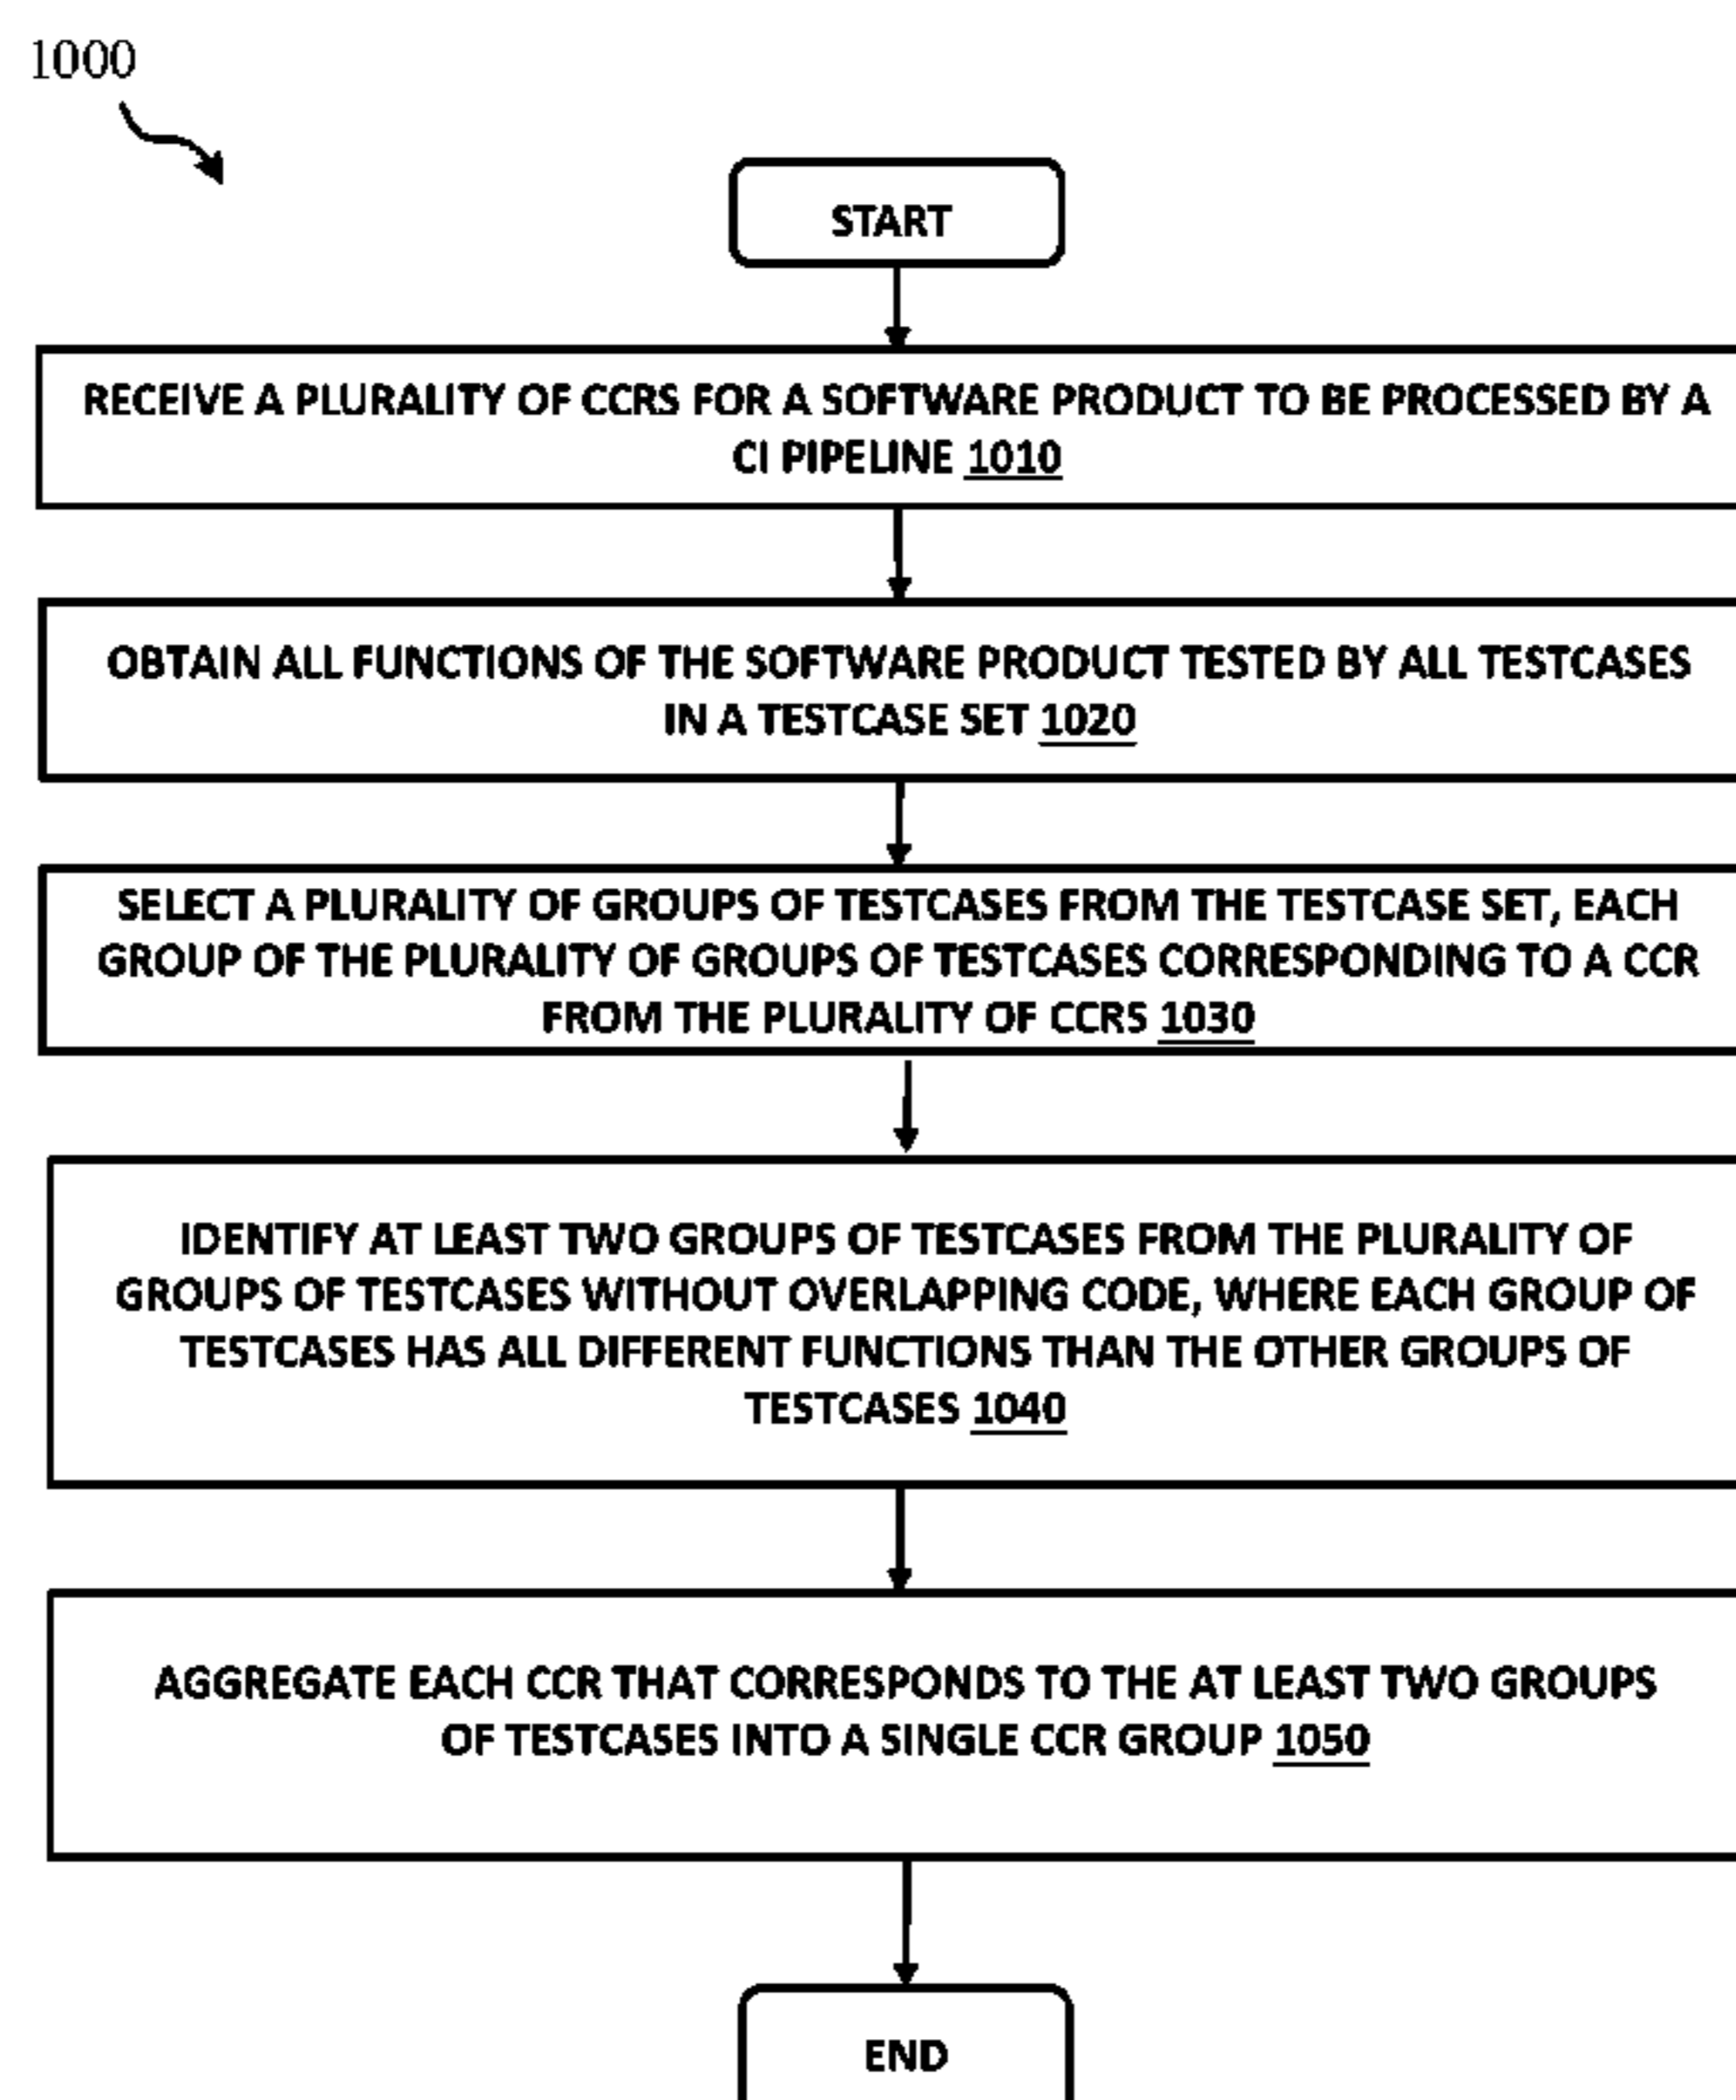 1000
START
RECEIVE A PLURALITY OF CCRS FOR A SOFTWARE PRODUCT TO BE PROCESSED BY A
CI PIPELINE 1010
OBTAIN ALL FUNCTIONS OF THE SOFTWARE PRODUCT TESTED BY ALL TESTCASES
IN A TESTCASE SET 1020
SELECT A PLURALITY OF GROUPS OF TESTCASES FROM THE TESTCASE SET, EACH
GROUP OF THE PLURALITY OF GROUPS OF TESTCASES CORRESPONDING TO A CCR
FROM THE PLURALITY OF CCRS 1030
IDENTIFY AT LEAST TWO GROUPS OF TESTCASES FROM THE PLURALITY OF
GROUPS OF TESTCASES WITHOUT OVERLAPPING CODE, WHERE EACH GROUP OF
TESTCASES HAS ALL DIFFERENT FUNCTIONS THAN THE OTHER GROUPS OF
TESTCASES 1040
AGGREGATE EACH CCR THAT CORRESPONDS TO THE AT LEAST TWO GROUPS
OF TESTCASES INTO A SINGLE CCR GROUP 1050
END